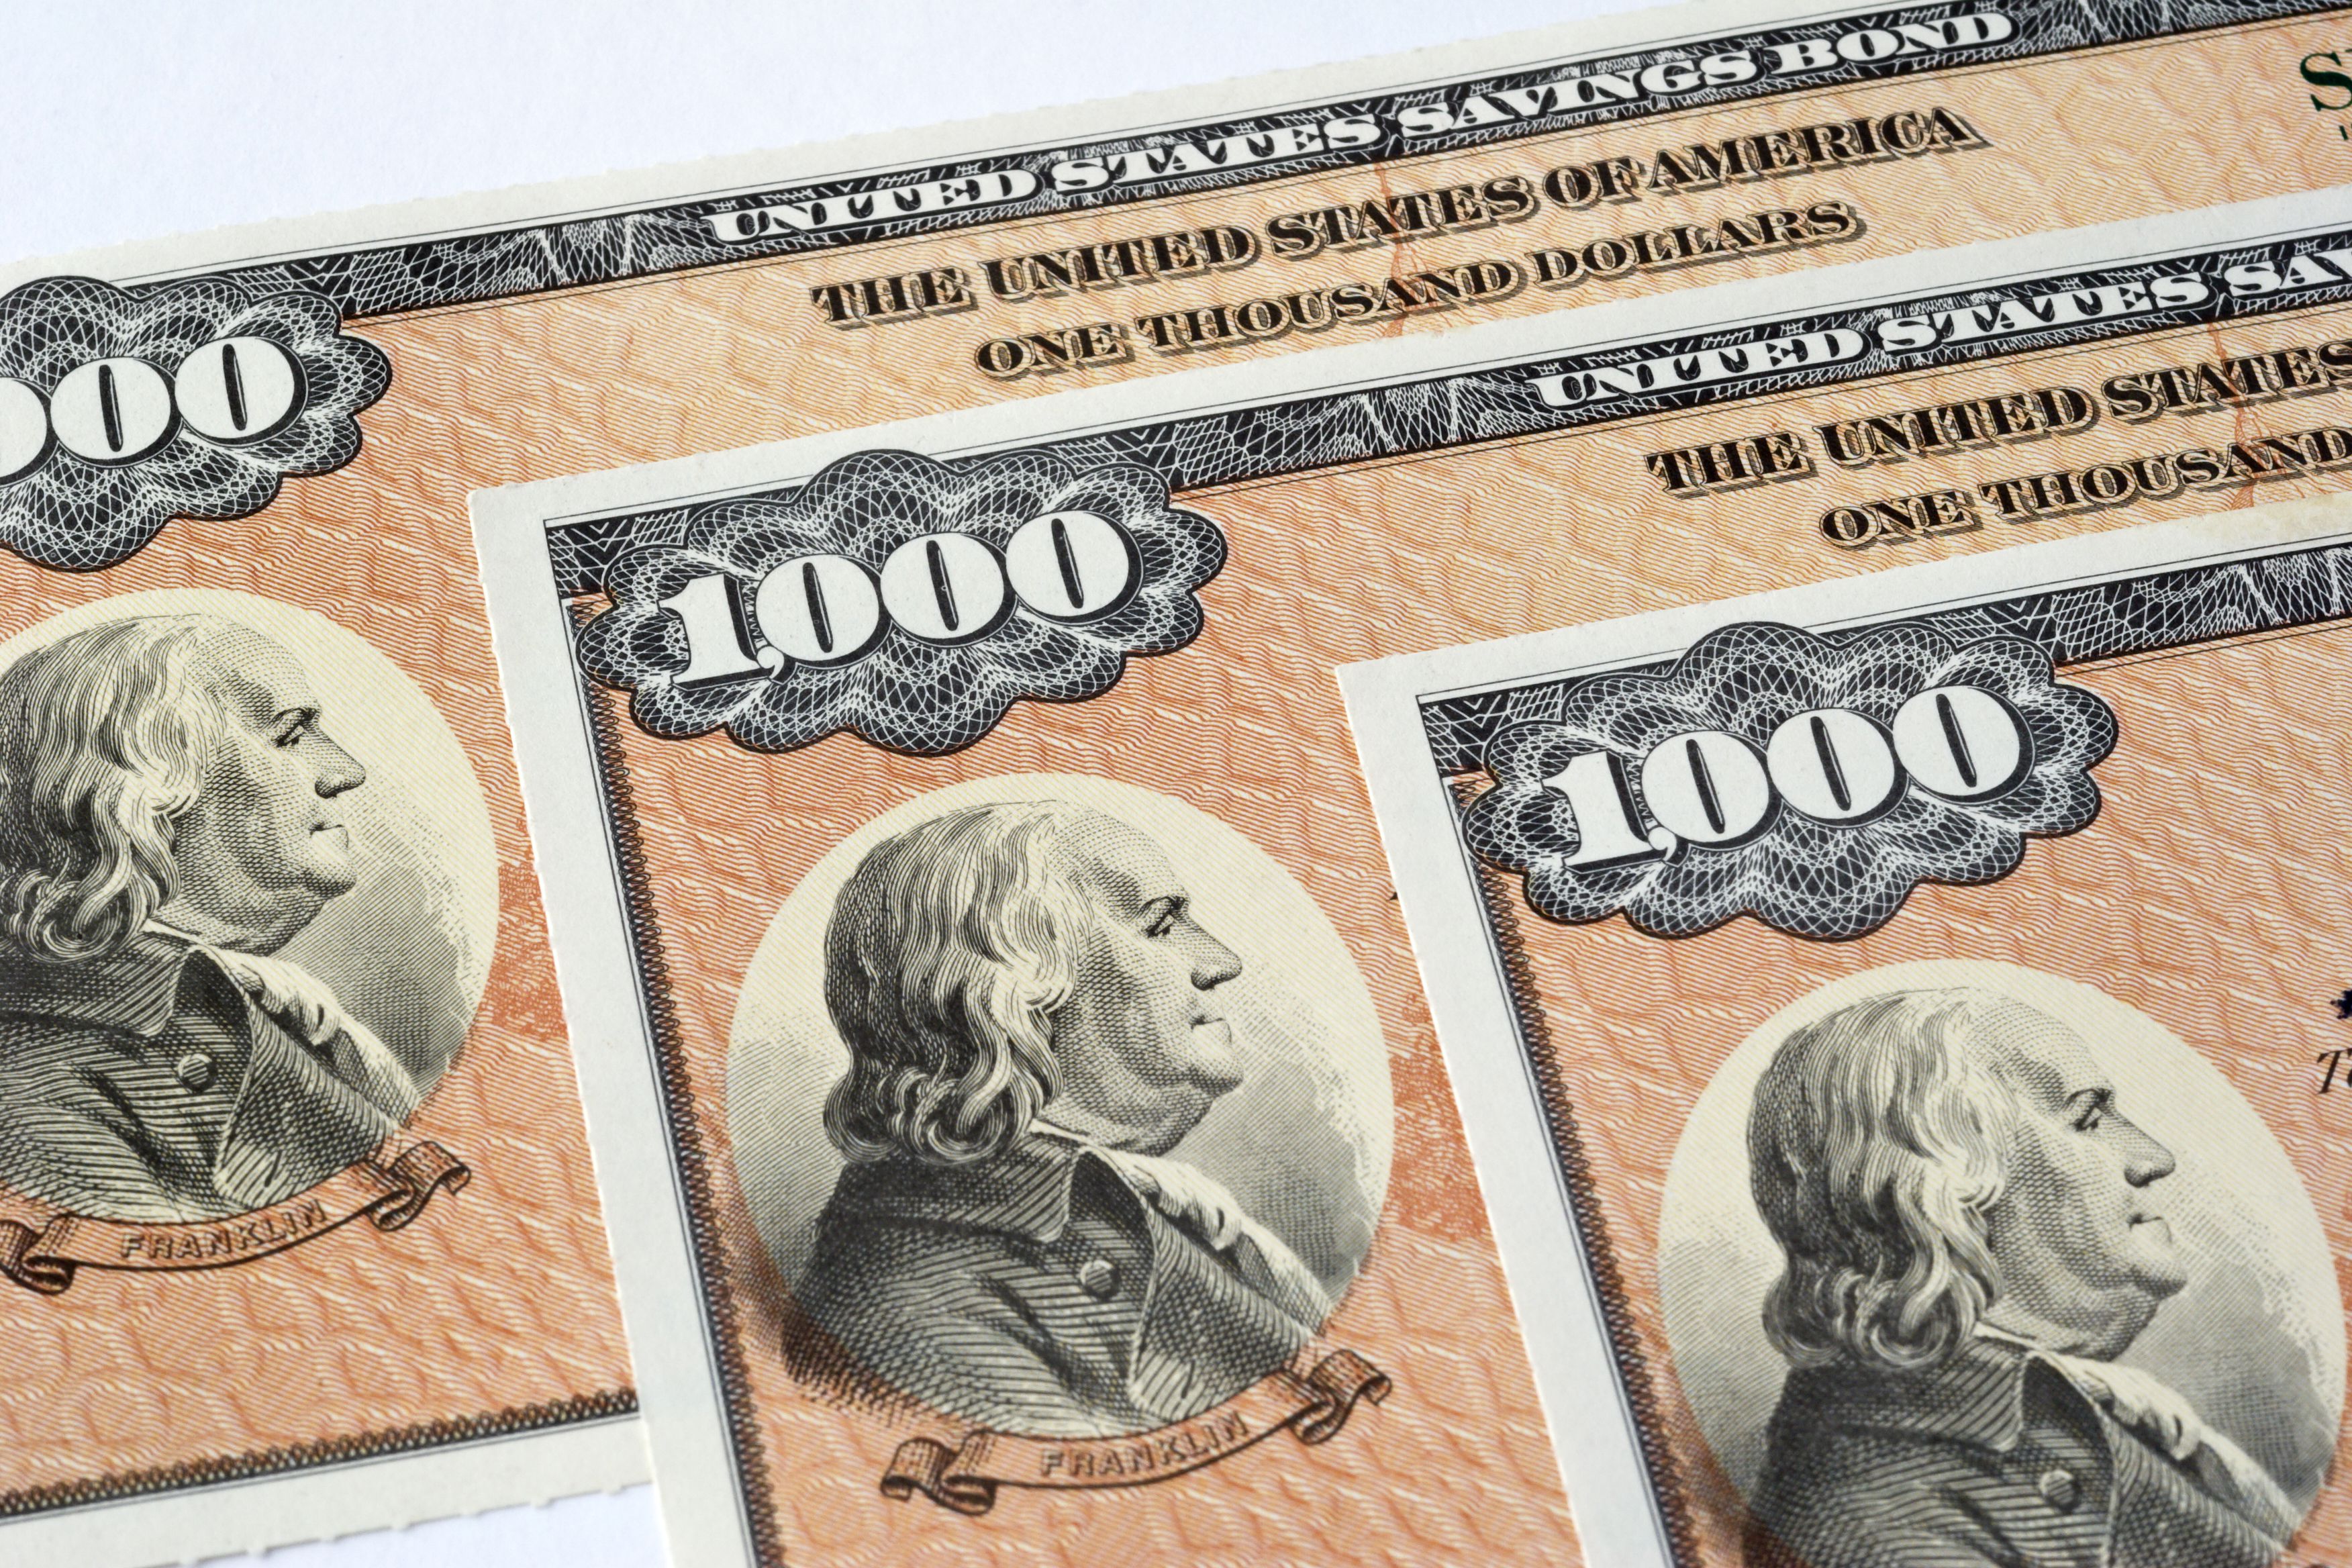 UNITED STATES SAVINGS BOND
THE UNITED STATES OF AMERICA
ONE THOUSAND DOLLARS
000
FRANKLIN
UNITED STATES
THE UNITED STATES
ONE THOUSAND
1,000
FRANKLIN
1,000